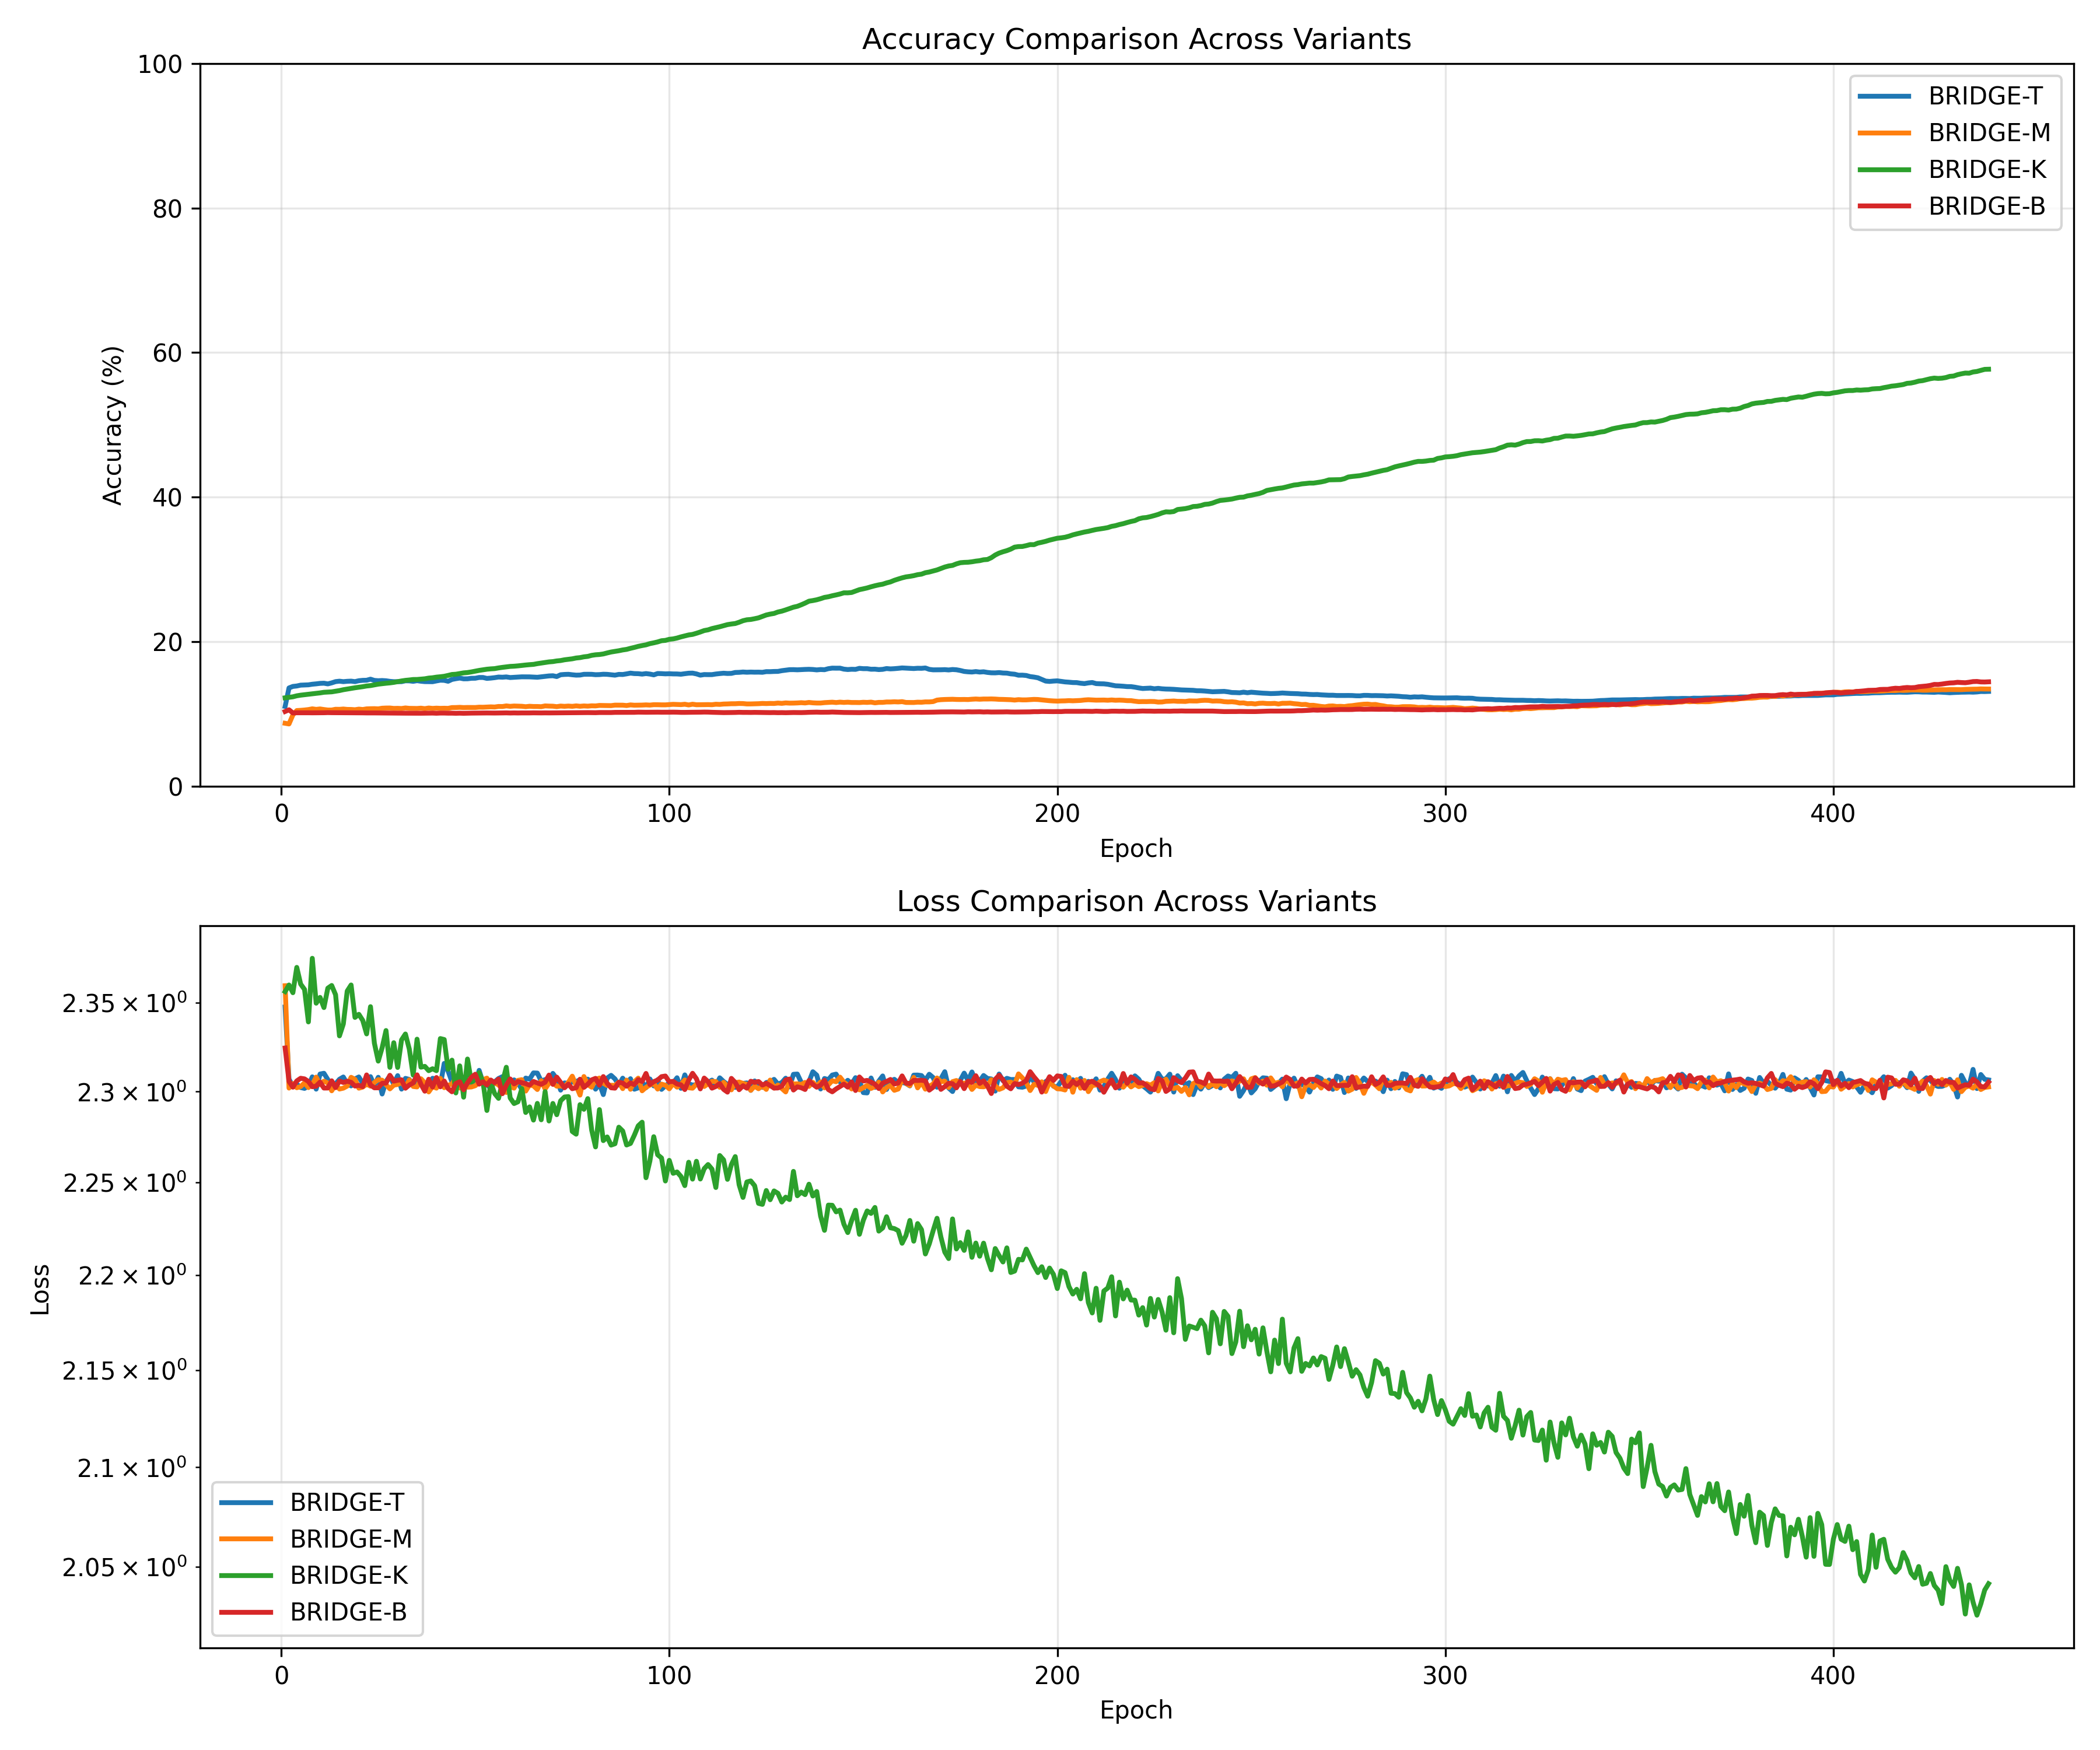 Accuracy Comparison Across Variants
100
80
60
40
20
0
Accuracy (%)
BRIDGE-T
BRIDGE-M
BRIDGE-K
BRIDGE-B
0 100 200 300 400
Epoch
Loss Comparison Across Variants
2.35 × 10⁰
2.3 × 10⁰
2.25 × 10⁰
2.2 × 10⁰
2.15 × 10⁰
2.1 × 10⁰
2.05 × 10⁰
Loss
BRIDGE-T
BRIDGE-M
BRIDGE-K
BRIDGE-B
0 100 200 300 400
Epoch